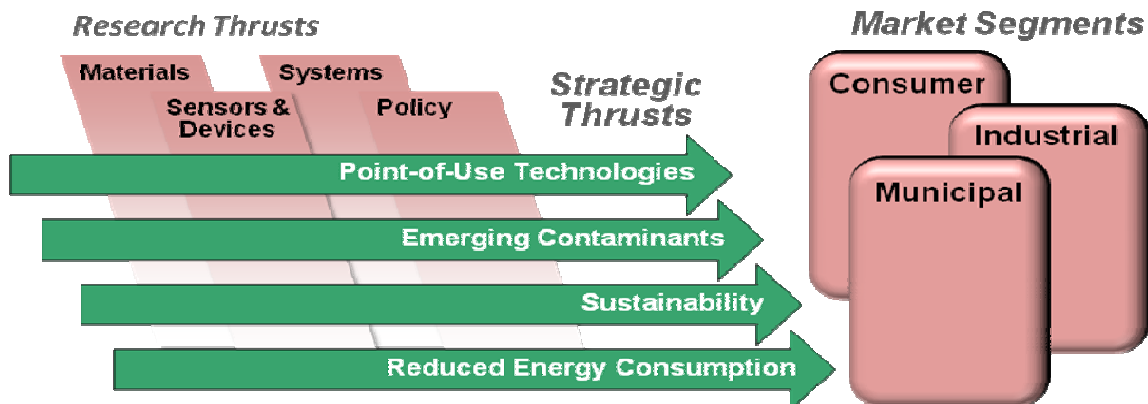 Research Thrusts
Market Segments
Materials
Systems
Sensors &
Devices
Policy
Strategic
Thrusts
Consumer
Industrial
Municipal
Point-of-Use Technologies
Emerging Contaminants
Sustainability
Reduced Energy Consumption